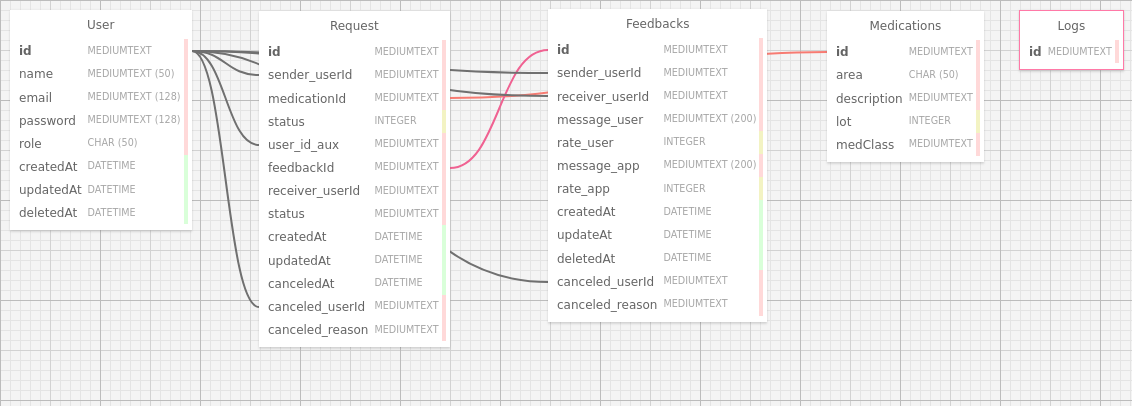 User
id MEDIUMTEXT
name MEDIUMTEXT (50)
email MEDIUMTEXT (128)
password MEDIUMTEXT (128)
role CHAR (50)
createdAt DATETIME
updatedAt DATETIME
deletedAt DATETIME
Request
id MEDIUMTEXT
sender_userId MEDIUMTEXT
medicationId MEDIUMTEXT
status INTEGER
user_id_aux MEDIUMTEXT
feedbackId MEDIUMTEXT
receiver_userId MEDIUMTEXT
status MEDIUMTEXT
createdAt DATETIME
updatedAt DATETIME
canceledAt DATETIME
canceled_userId MEDIUMTEXT
canceled_reason MEDIUMTEXT
Feedbacks
id MEDIUMTEXT
sender_userId MEDIUMTEXT
receiver_userId MEDIUMTEXT
message_user MEDIUMTEXT (200)
rate_user INTEGER
message_app MEDIUMTEXT (200)
rate_app INTEGER
createdAt DATETIME
updateAt DATETIME
deletedAt DATETIME
canceled_userId MEDIUMTEXT
canceled_reason MEDIUMTEXT
Medications
id MEDIUMTEXT
area CHAR (50)
description MEDIUMTEXT
lot INTEGER
medClass MEDIUMTEXT
Logs
id MEDIUMTEXT